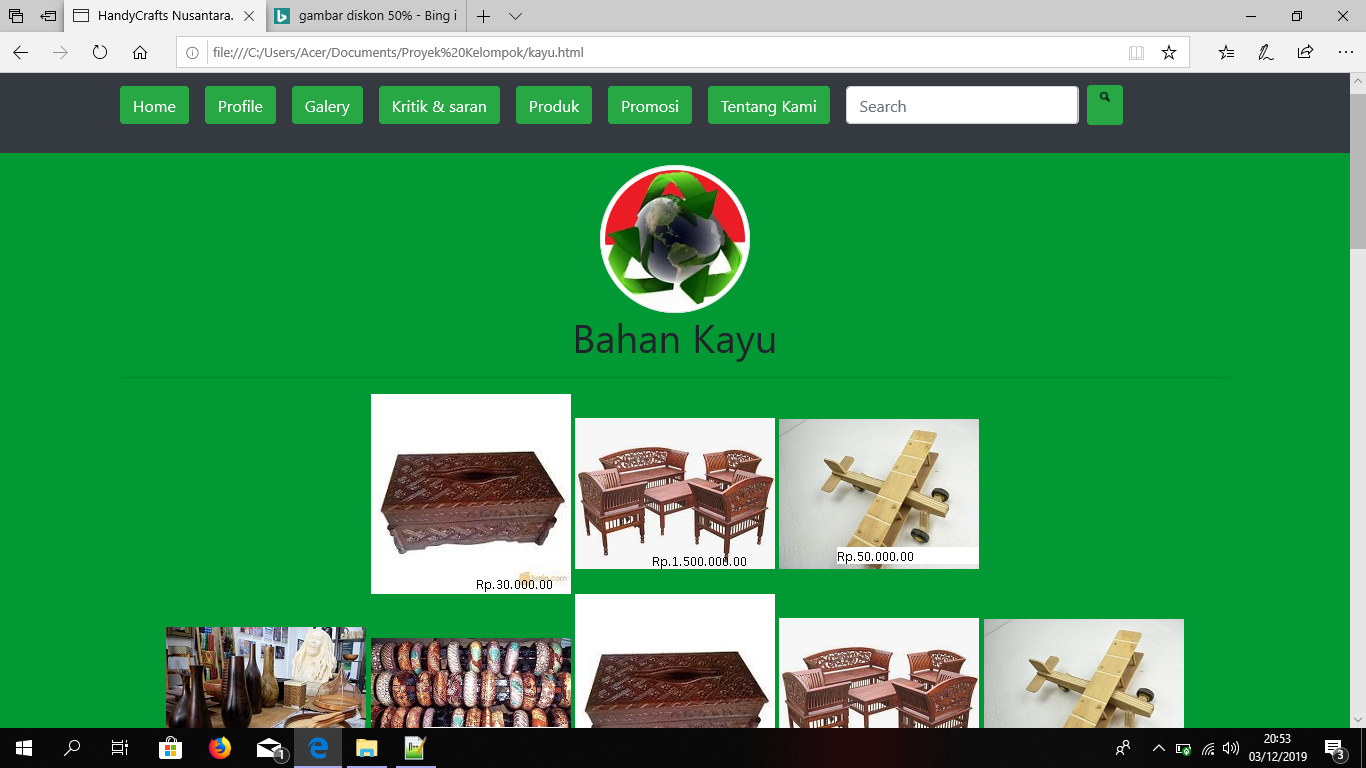 HandyCrafts Nusantara.
gambar diskon 50% - Bing i
file:///C:/Users/Acer/Documents/Proyek%20Kelompok/kayu.html
Home Profile Galery Kritik & saran Produk Promosi Tentang Kami Search
Bahan Kayu
Rp.30.000.00
Rp.1.500.000.00
Rp.50.000.00
1
20:53
03/12/2019
3